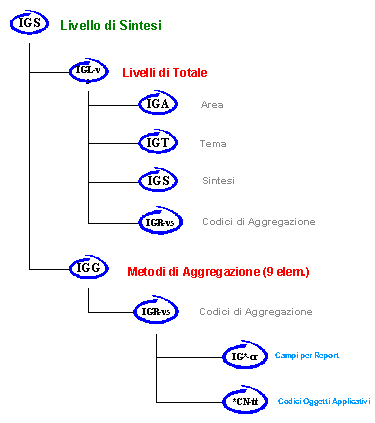 IGS Livello di Sintesi
IGL-v Livelli di Totale
IGA Area
IGT Tema
IGS Sintesi
IGR-vs Codici di Aggregazione
IGG Metodi di Aggregazione (9 elem.)
IGR-vs Codici di Aggregazione
IG*-cr Campi per Report
*CN-tt Codisi Oggetti Applicativi